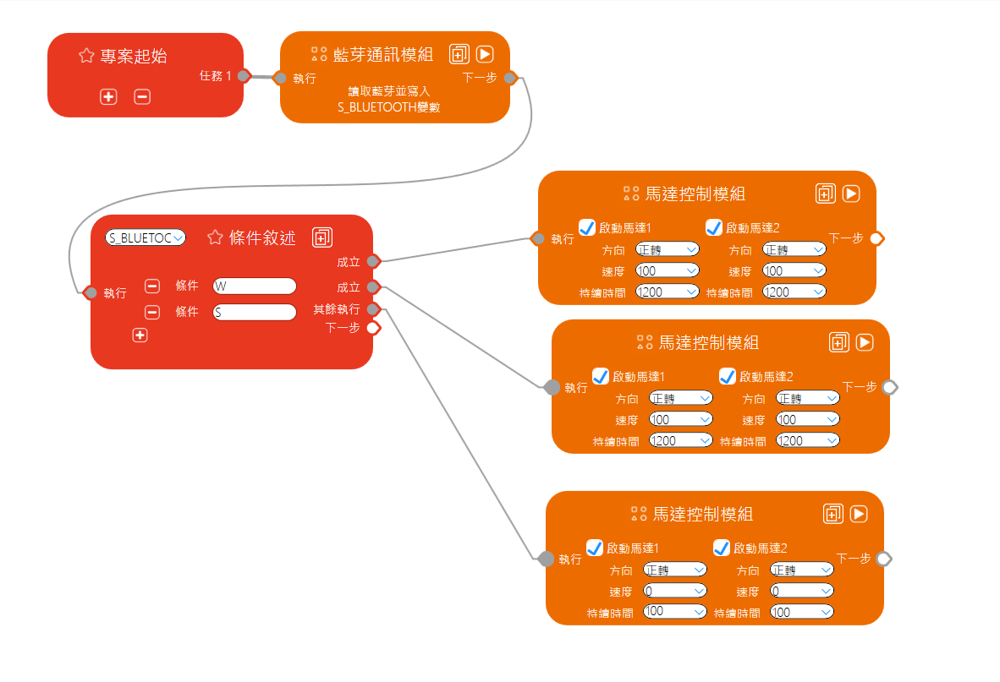 專案起始
任務 1
藍芽通訊模組
執行
下一步
讀取藍芽並寫入
S_BLUETOOTH變數
S_BLUETOC
條件敘述
成立
執行
條件
W
成立
條件
S
其餘執行
下一步
馬達控制模組
執行
啟動馬達1
啟動馬達2
下一步
方向
正轉
方向
正轉
速度
100
速度
100
持續時間
1200
持續時間
1200
馬達控制模組
執行
啟動馬達1
啟動馬達2
下一步
方向
正轉
方向
正轉
速度
100
速度
100
持續時間
1200
持續時間
1200
馬達控制模組
執行
啟動馬達1
啟動馬達2
下一步
方向
正轉
方向
正轉
速度
0
速度
0
持續時間
100
持續時間
100